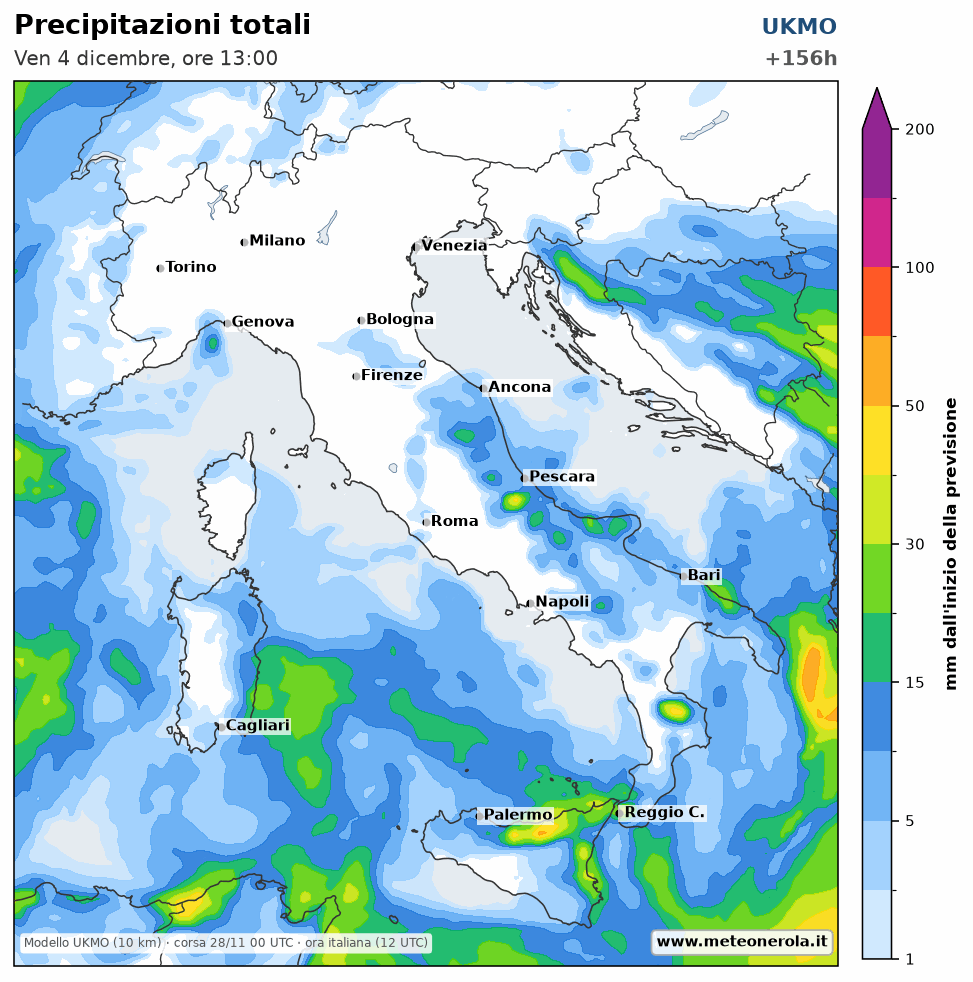 Precipitazioni totali
UKMO
Ven 4 dicembre, ore 13:00
+156h
200
100
50
30
15
5
1
mm dall'inizio della previsione
Milano
Venezia
Torino
Genova
Bologna
Firenze
Ancona
Pescara
Roma
Bari
Napoli
Cagliari
Palermo
Reggio C.
Modello UKMO (10 km) · corsa 28/11 00 UTC · ora italiana (12 UTC)
www.meteonerola.it